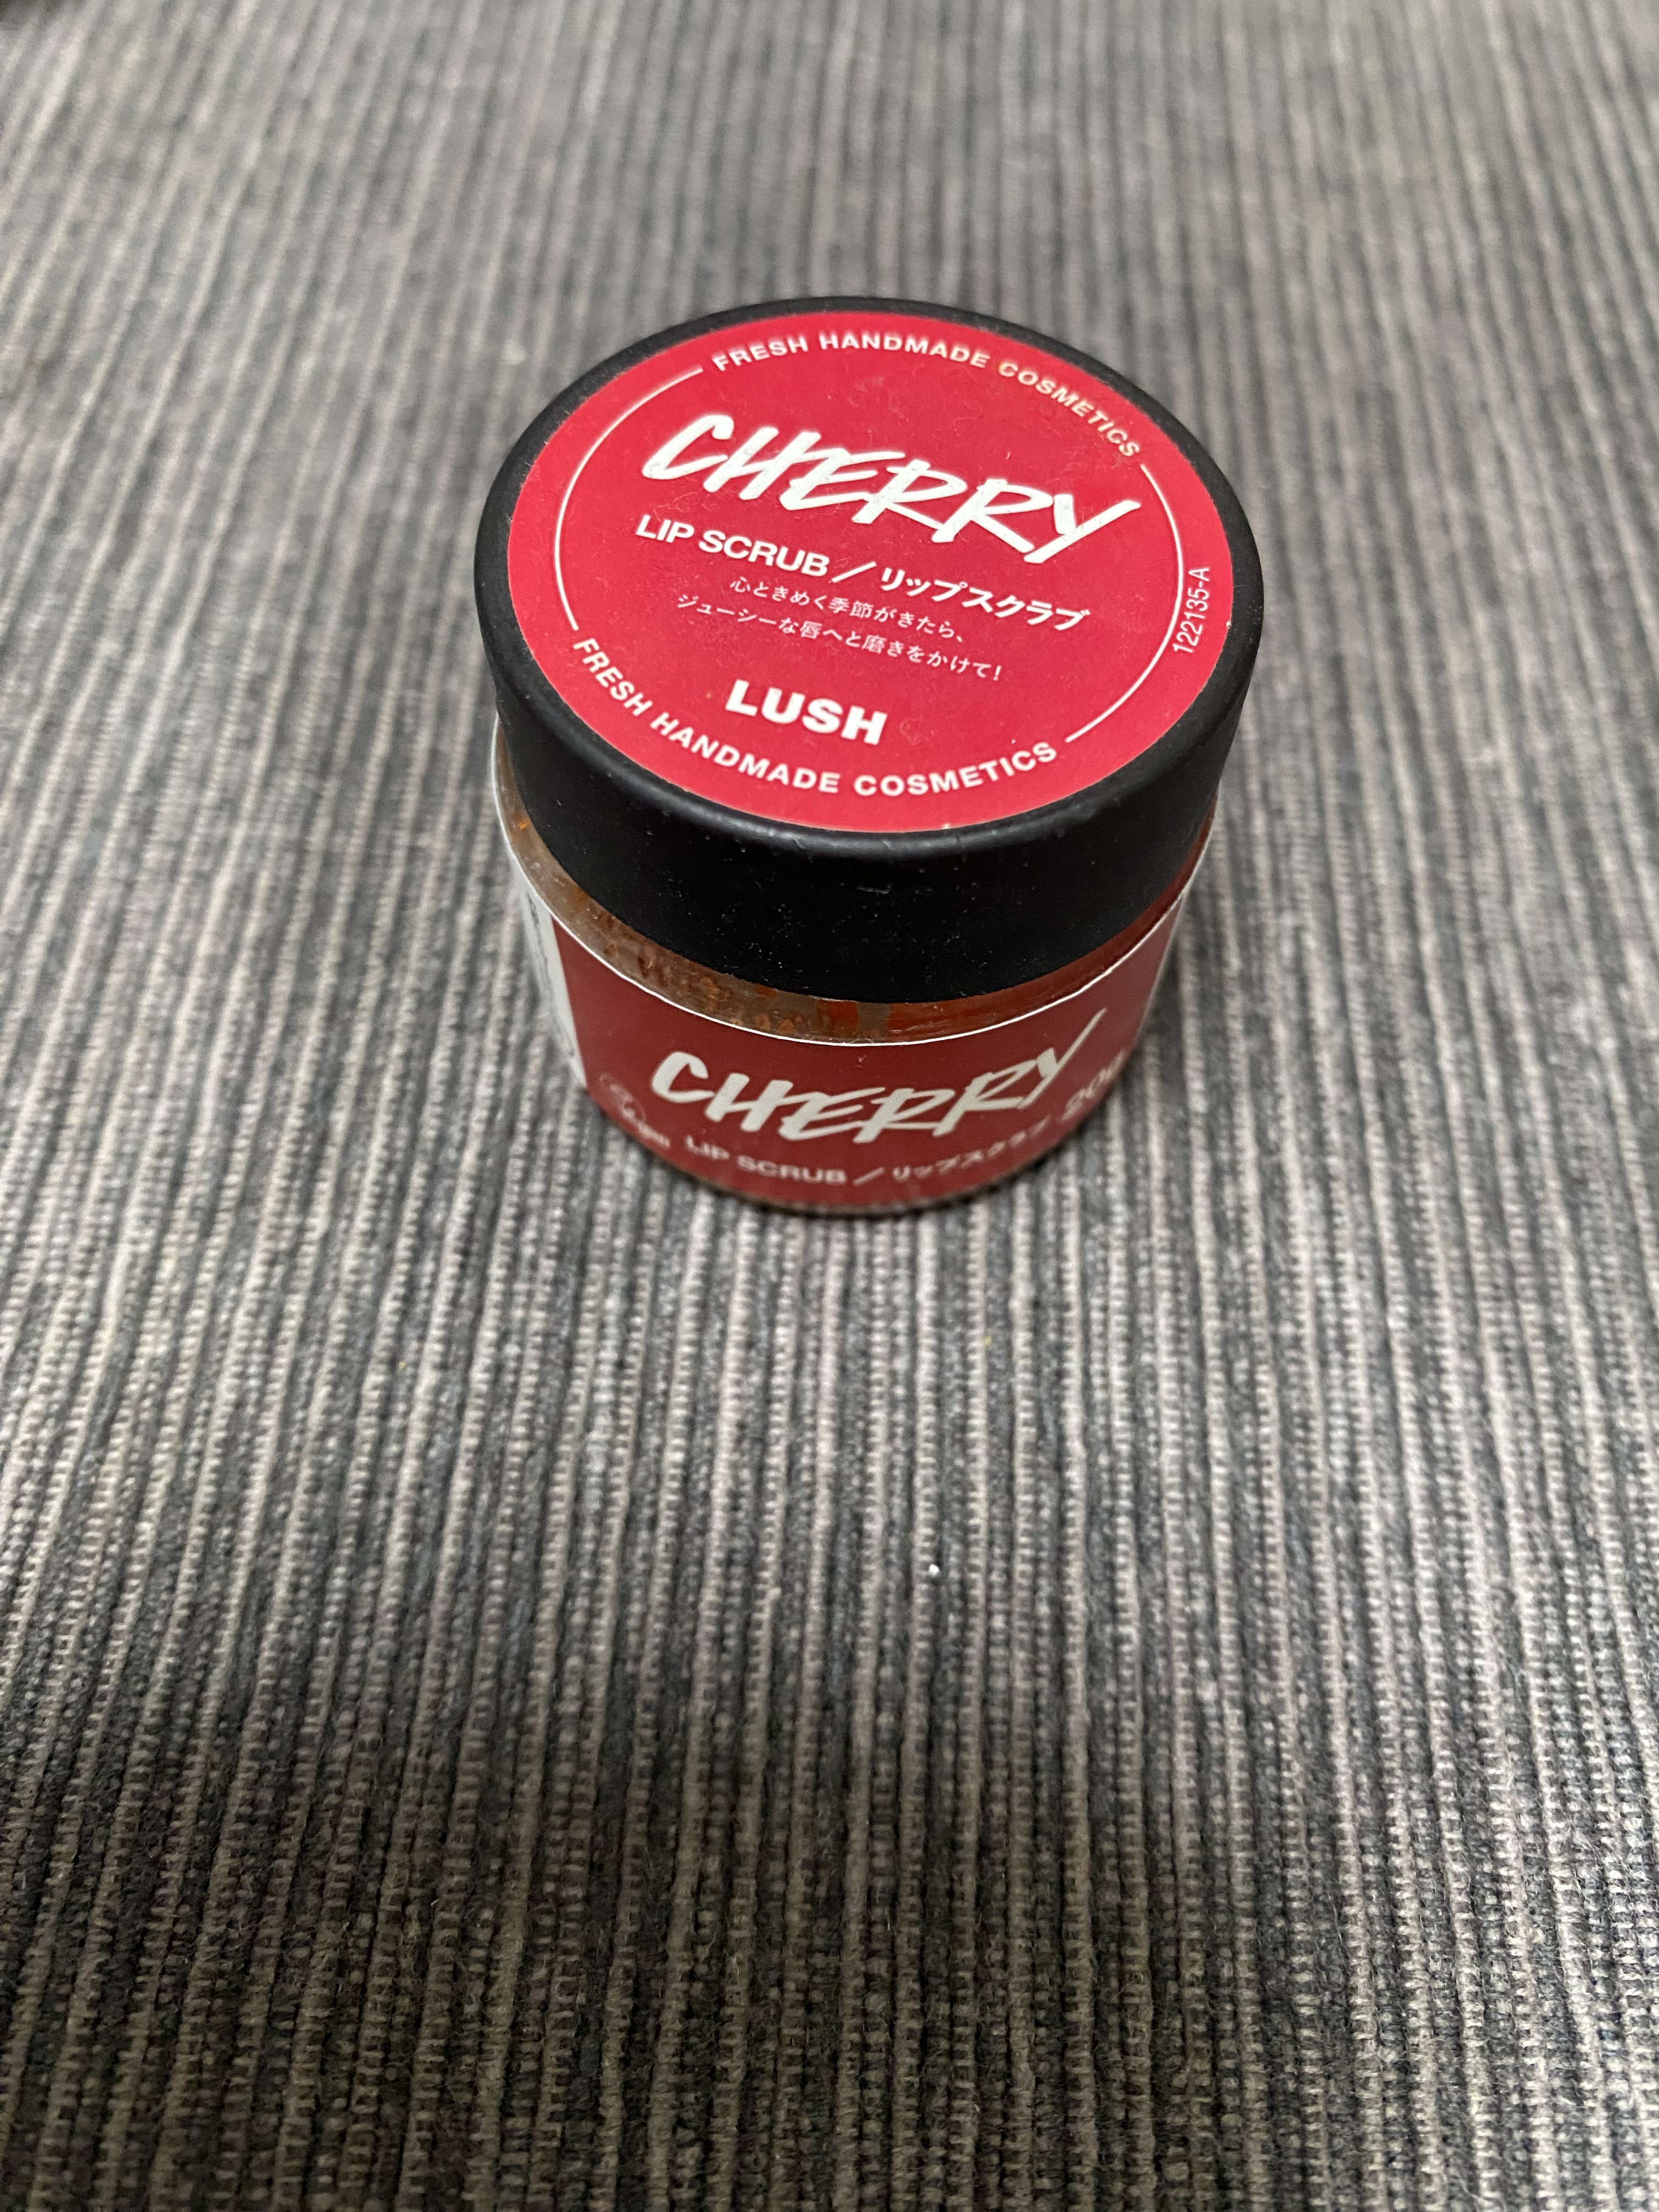 FRESH HANDMADE COSMETICS
CHERRY
LIP SCRUB / リップスクラブ
心ときめく季節がきたら、
ジューシーな唇へと磨きをかけて!
LUSH
FRESH HANDMADE COSMETICS
122135-A
CHERRY
LIP SCRUB / リップスクラブ